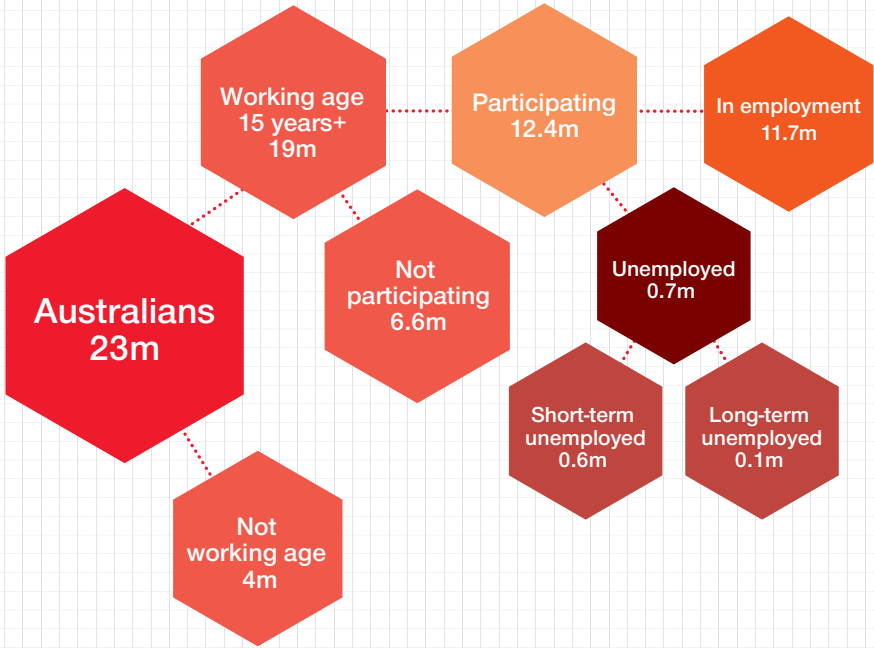 Working age
15 years+
19m
Participating
12.4m
In employment
11.7m
Australians
23m
Not
participating
6.6m
Unemployed
0.7m
Short-term
unemployed
0.6m
Long-term
unemployed
0.1m
Not
working age
4m